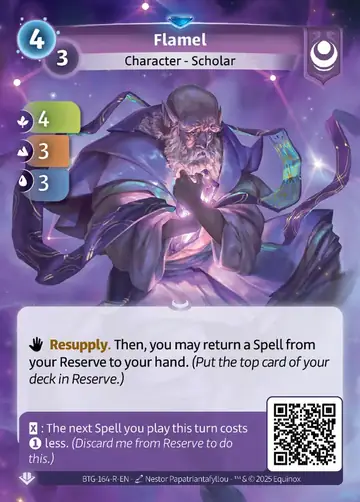 4
Flamel
3
Character - Scholar
4
3
3
Resupply. Then, you may return a Spell from
your Reserve to your hand. (Put the top card of your
deck in Reserve.)
X : The next Spell you play this turn costs
1 less. (Discard me from Reserve to do
this.)
BTG-164-R-EN - Nestor Papatriantafyllou - ™ & © 2025 Equinox